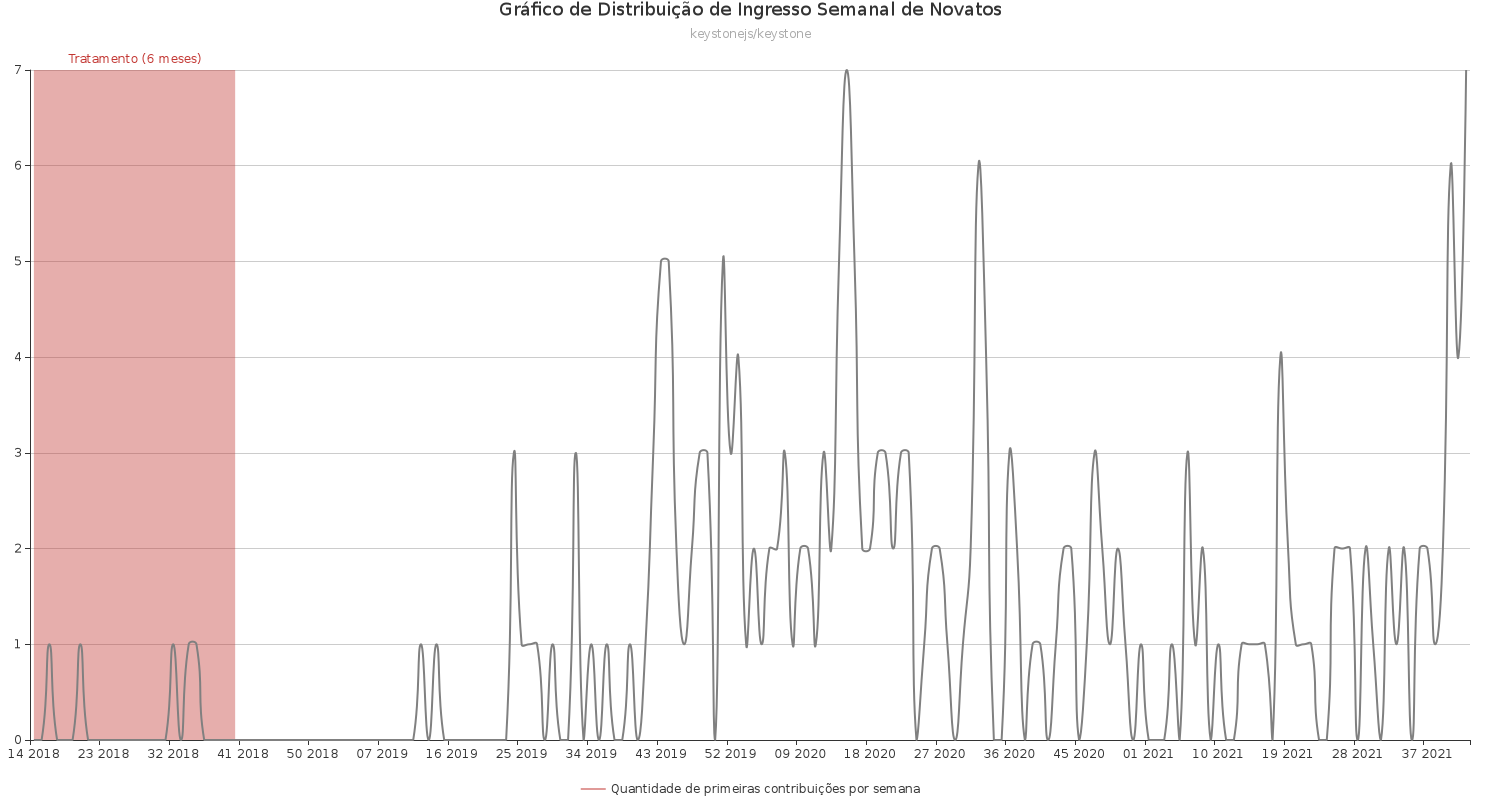 Gráfico de Distribuição de Ingresso Semanal de Novatos
keystonejs/keystone
Tratamento (6 meses)
7
6
5
4
3
2
1
0
14 2018 23 2018 32 2018 41 2018 50 2018 07 2019 16 2019 25 2019 34 2019 43 2019 52 2019 09 2020 18 2020 27 2020 36 2020 45 2020 01 2021 10 2021 19 2021 28 2021 37 2021
Quantidade de primeiras contribuições por semana